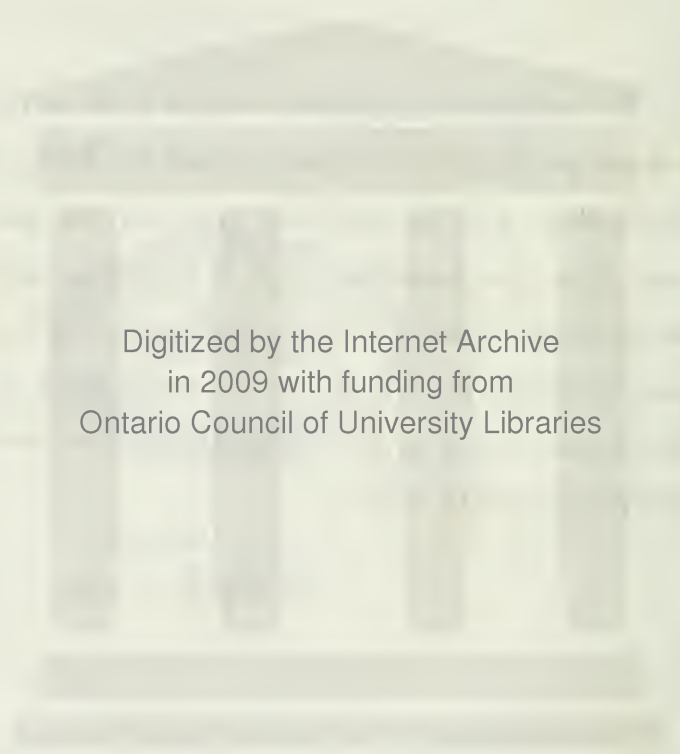 Digitized by the Internet Archive
in 2009 with funding from
Ontario Council of University Libraries